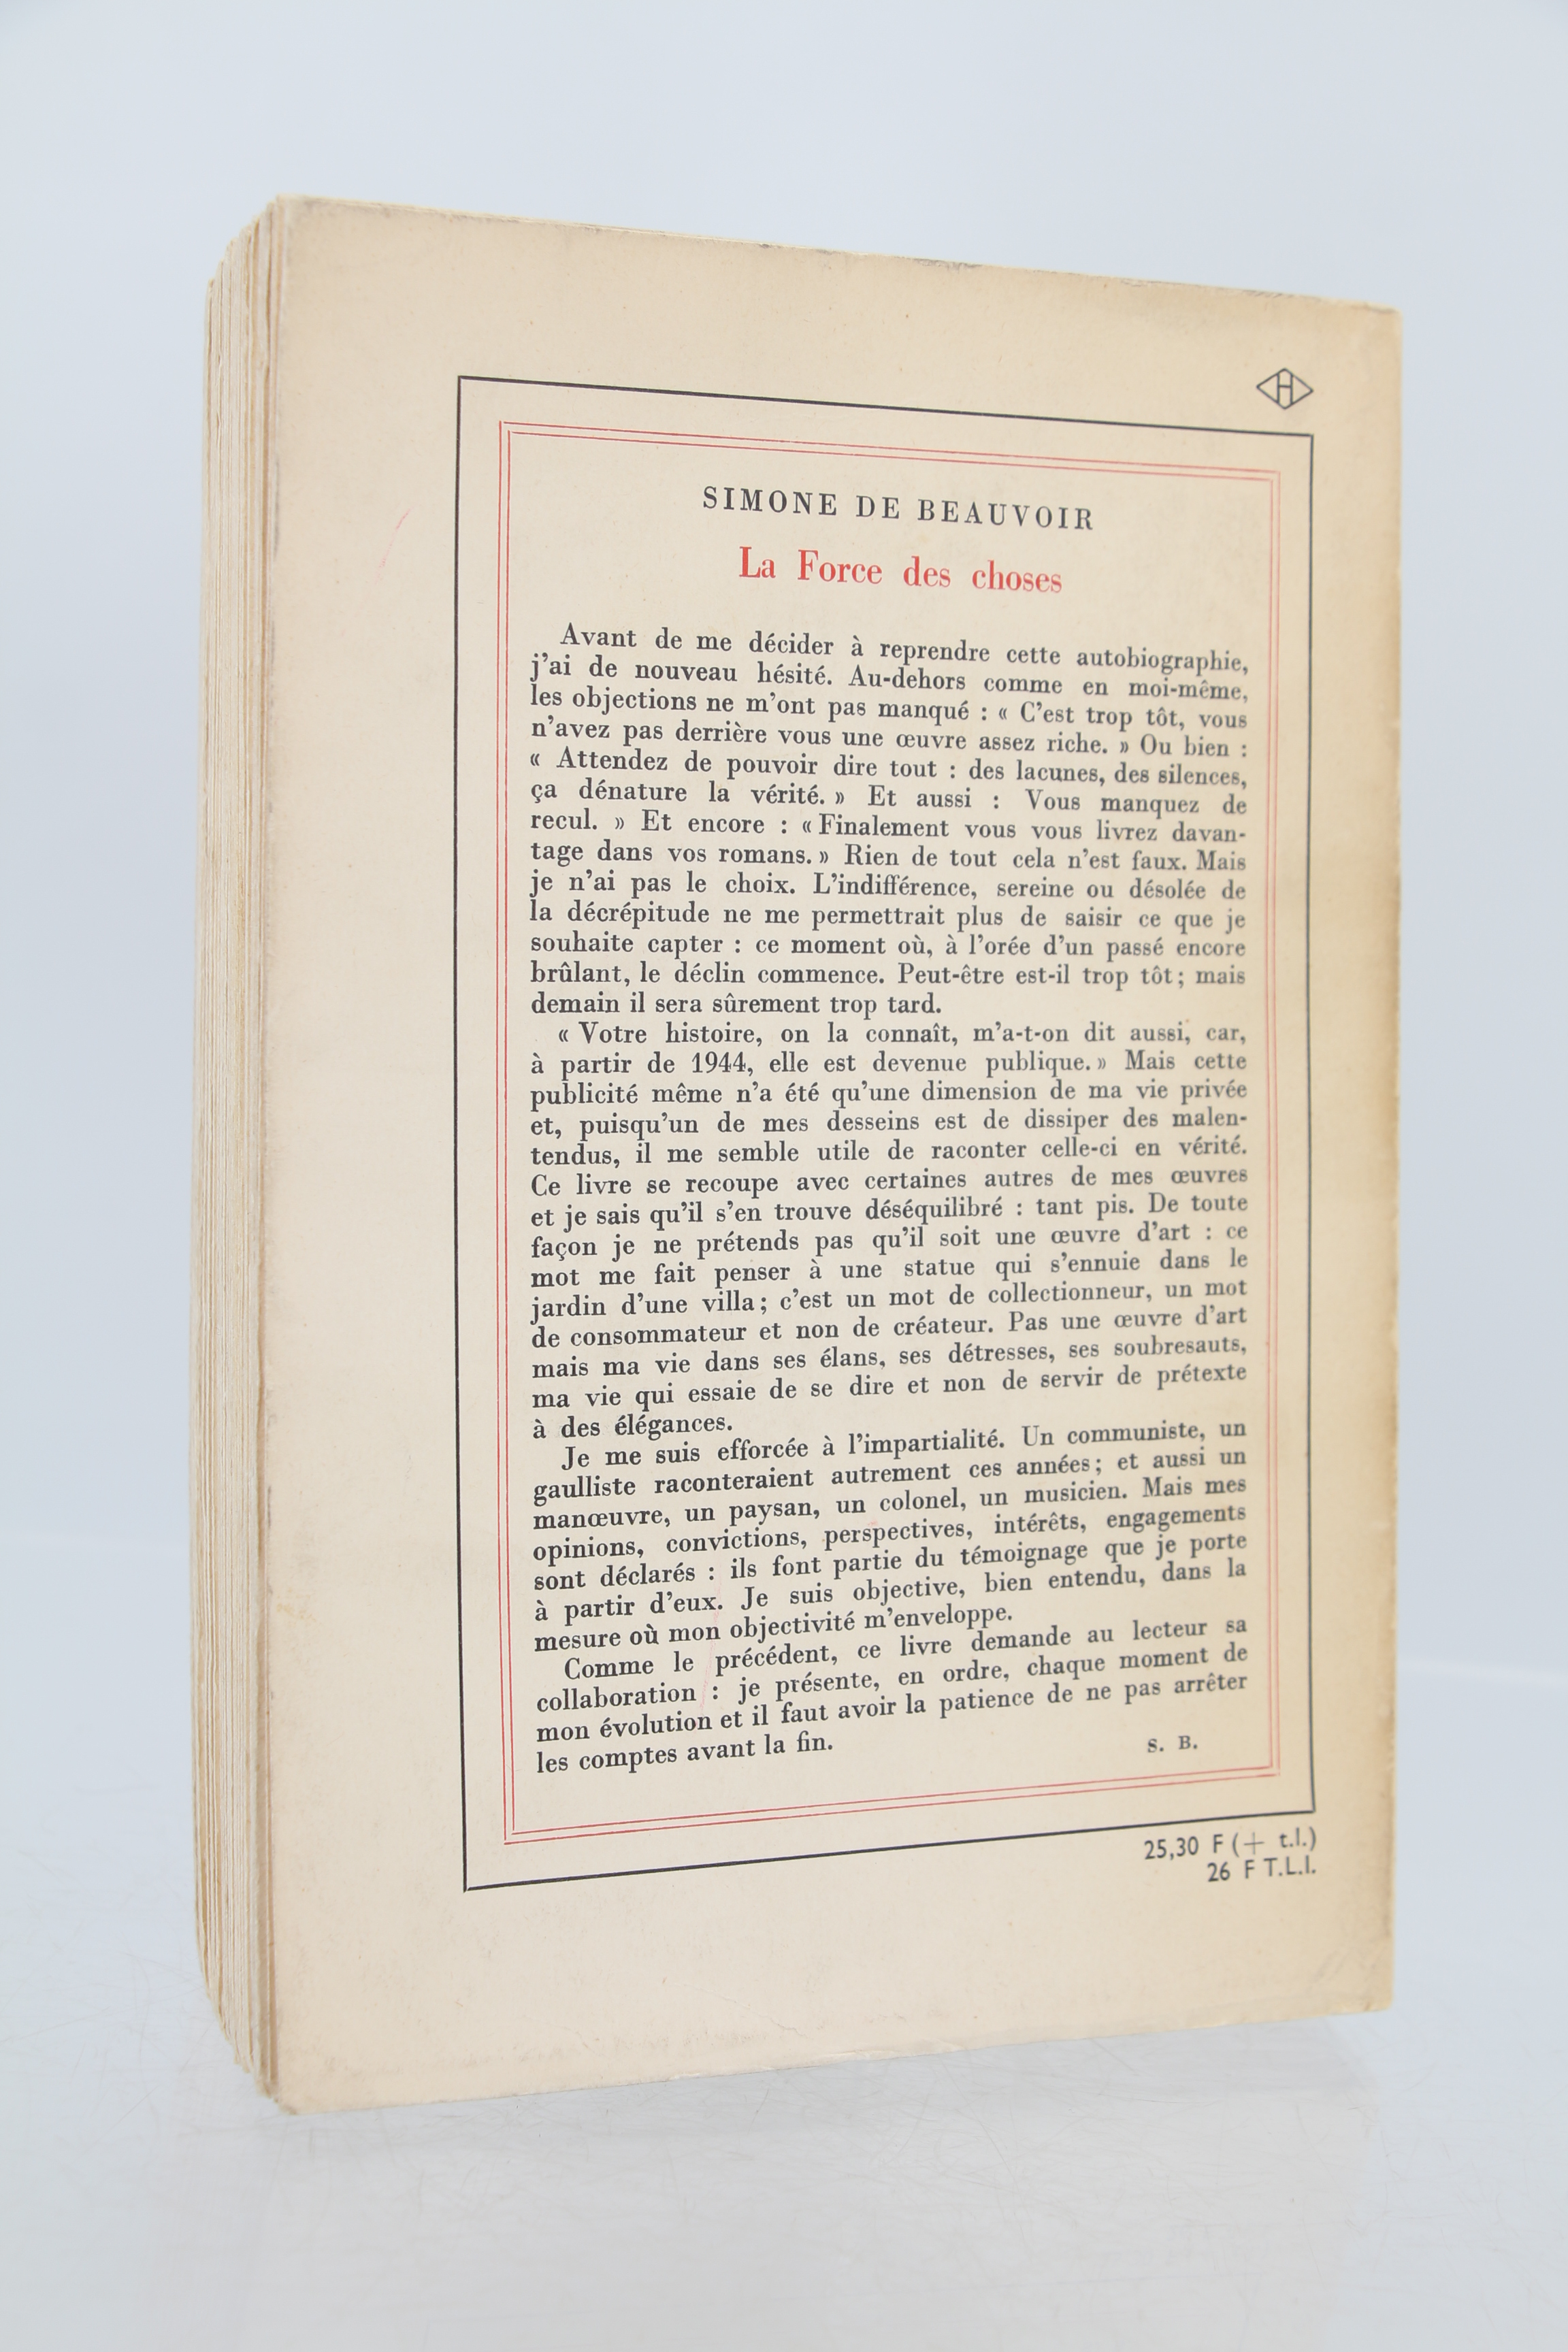 H
SIMONE DE BEAUVOIR
La Force des choses
Avant de me décider à reprendre cette autobiographie,
j'ai de nouveau hésité. Au-dehors comme en moi-même,
les objections ne m'ont pas manqué : « C'est trop tôt, vous
n'avez pas derrière vous une œuvre assez riche. » Ou bien :
« Attendez de pouvoir dire tout : des lacunes, des silences,
ça dénature la vérité. » Et aussi : Vous manquez de
recul. » Et encore : « Finalement vous vous livrez davan-
tage dans vos romans. » Rien de tout cela n'est faux. Mais
je n'ai pas le choix. L'indifférence, sereine ou désolée de
la décrépitude ne me permettrait plus de saisir ce que je
souhaite capter : ce moment où, à l'orée d'un passé encore
brûlant, le déclin commence. Peut-être est-il trop tôt ; mais
demain il sera sûrement trop tard.
« Votre histoire, on la connaît, m'a-t-on dit aussi, car,
à partir de 1944, elle est devenue publique. » Mais cette
publicité même n'a été qu'une dimension de ma vie privée
et, puisqu'un de mes desseins est de dissiper des malen-
tendus, il me semble utile de raconter celle-ci en vérité.
Ce livre se recoupe avec certaines autres de mes œuvres
et je sais qu'il s'en trouve déséquilibré : tant pis. De toute
façon je ne prétends pas qu'il soit une œuvre d'art : ce
mot me fait penser à une statue qui s'ennuie dans le
jardin d'une villa ; c'est un mot de collectionneur, un mot
de consommateur et non de créateur. Pas une œuvre d'art
mais ma vie dans ses élans, ses détresses, ses soubresauts,
ma vie qui essaie de se dire et non de servir de prétexte
à des élégances.
Je me suis efforcée à l'impartialité. Un communiste, un
gaulliste raconteraient autrement ces années ; et aussi un
manœuvre, un paysan, un colonel, un musicien. Mais mes
opinions, convictions, perspectives, intérêts, engagements
sont déclarés : ils font partie du témoignage que je porte
à partir d'eux. Je suis objective, bien entendu, dans la
mesure où mon objectivité m'enveloppe.
Comme le précédent, ce livre demande au lecteur sa
collaboration : je présente, en ordre, chaque moment de
mon évolution et il faut avoir la patience de ne pas arrêter
les comptes avant la fin.
S. B.
25,30 F (+ t.l.)
26 F T.L.I.